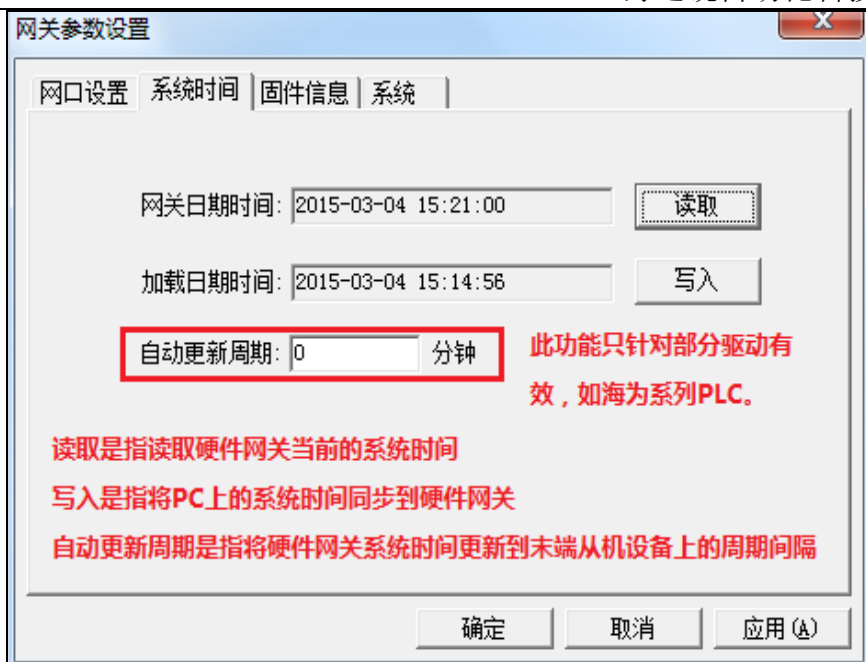 网关参数设置
网口设置 系统时间 固件信息 系统
网关日期时间: 2015-03-04 15:21:00 读取
加载日期时间: 2015-03-04 15:14:56 写入
自动更新周期: 0 分钟
此功能只针对部分驱动有
效，如海为系列PLC。
读取是指读取硬件网关当前的系统时间
写入是指将PC上的系统时间同步到硬件网关
自动更新周期是指将硬件网关系统时间更新到末端从机设备上的周期间隔
确定 取消 应用(A)